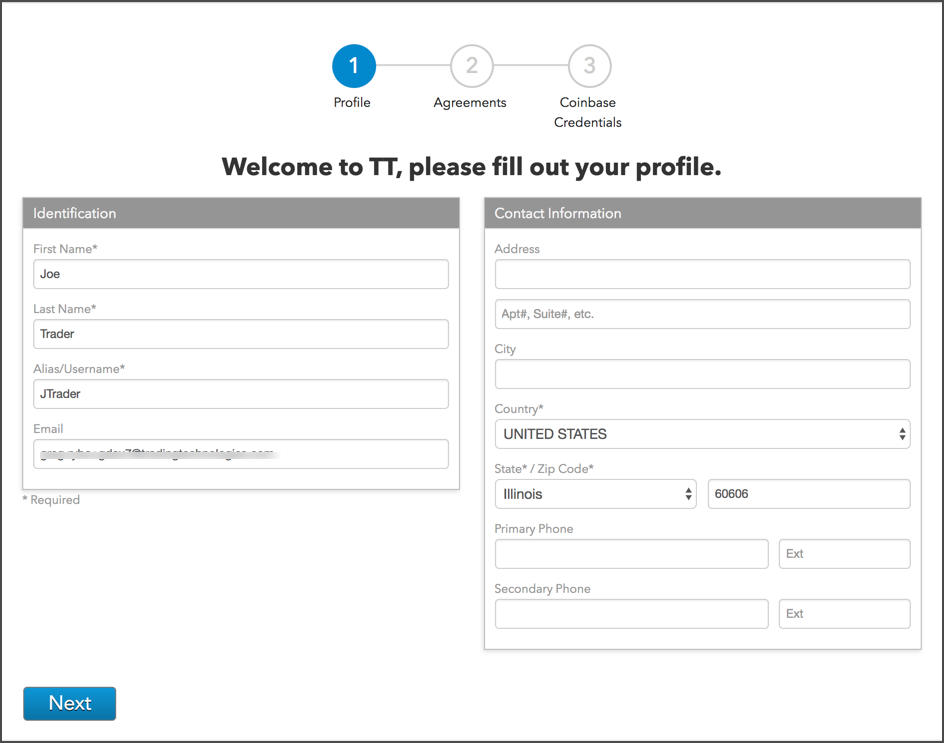 1
2
3
Profile
Agreements
Coinbase
Credentials
Welcome to TT, please fill out your profile.
Identification
First Name*
Joe
Last Name*
Trader
Alias/Username*
JTrader
Email
* Required
Contact Information
Address
Apt#, Suite#, etc.
City
Country*
UNITED STATES
State* / Zip Code*
Illinois
60606
Primary Phone
Ext
Secondary Phone
Ext
Next